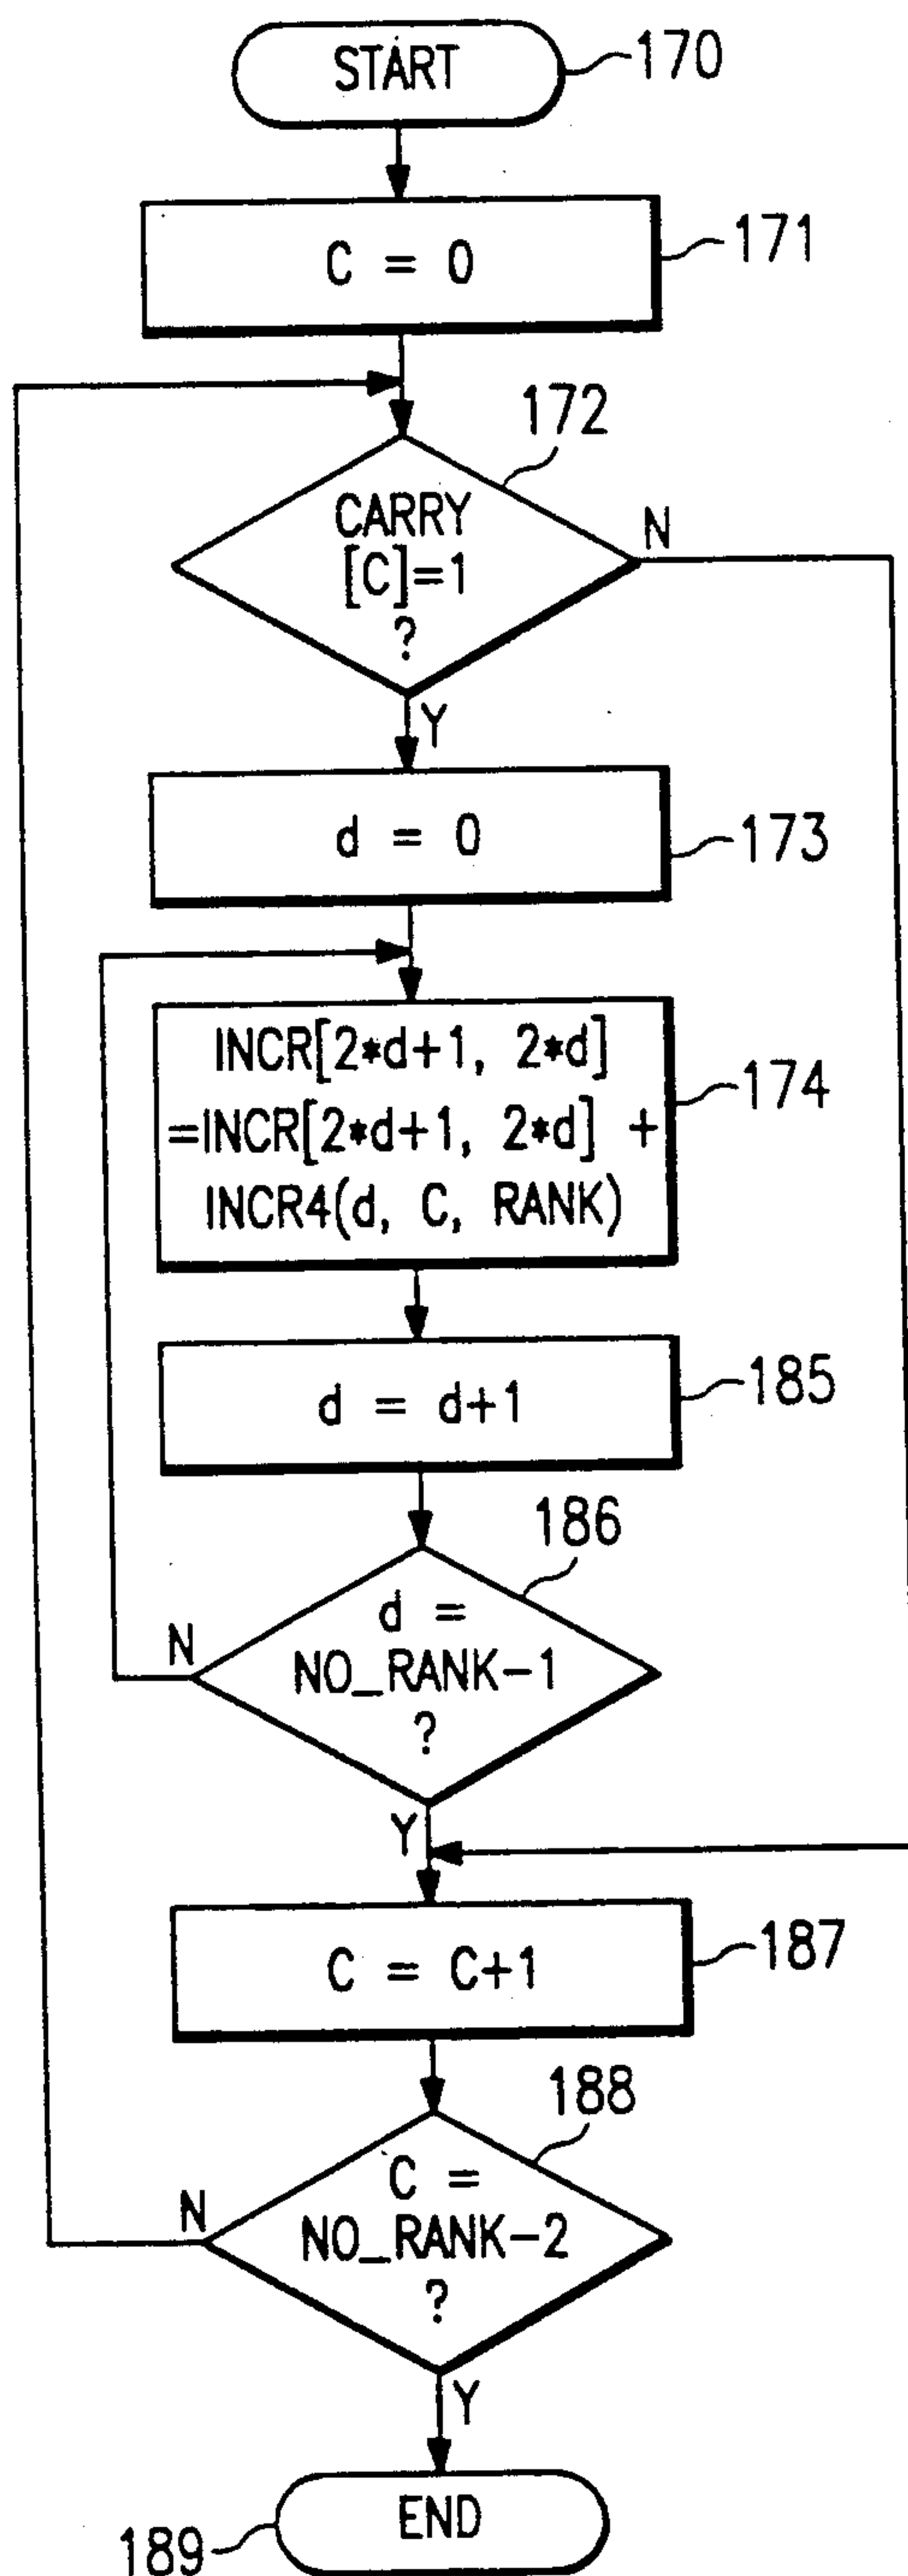 START
170
C = 0
171
172
CARRY
[C]=1
?
N
Y
d = 0
173
INCR[2*d+1, 2*d]
=INCR[2*d+1, 2*d] +
INCR4(d, C, RANK)
174
d = d+1
185
186
d =
NO_RANK-1
?
N
Y
C = C+1
187
188
C =
NO_RANK-2
?
N
Y
END
189